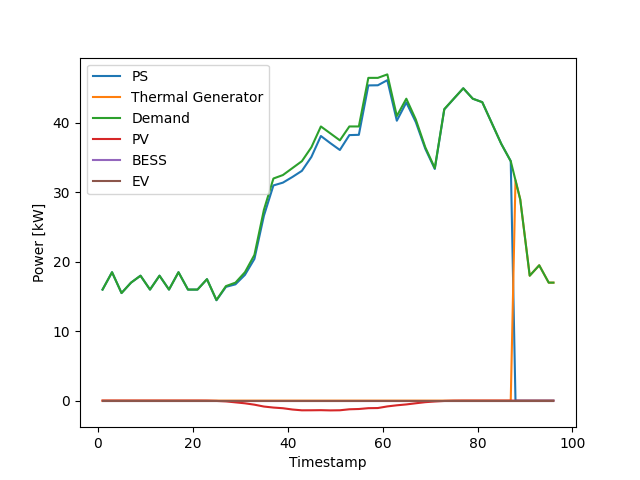 PS
Thermal Generator
Demand
PV
BESS
EV
Power [kW]
40
30
20
10
0
0 20 40 60 80 100
Timestamp